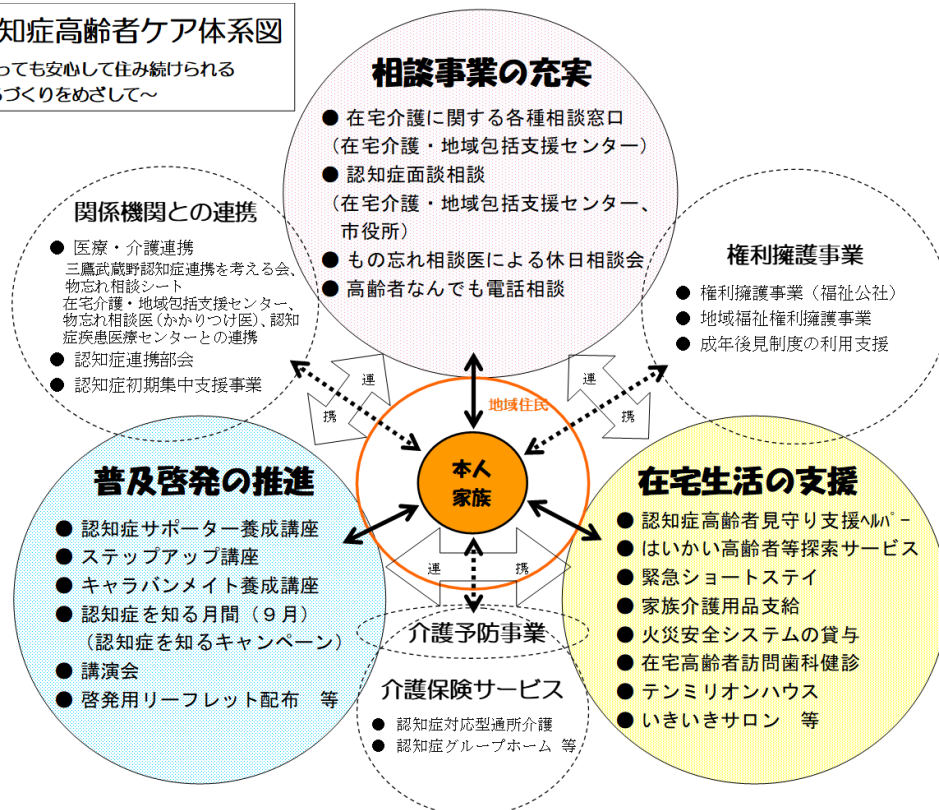 知症高齢者ケア体系図
っても安心して住み続けられる
づくりをめざして～
相談事業の充実
● 在宅介護に関する各種相談窓口
（在宅介護・地域包括支援センター）
● 認知症面談相談
（在宅介護・地域包括支援センター、
市役所）
● もの忘れ相談医による休日相談会
● 高齢者なんでも電話相談
関係機関との連携
● 医療・介護連携
三鷹武蔵野認知症連携を考える会、
物忘れ相談シート
在宅介護・地域包括支援センター、
物忘れ相談医（かかりつけ医）、認知
症疾患医療センターとの連携
● 認知症連携部会
● 認知症初期集中支援事業
権利擁護事業
● 権利擁護事業（福祉公社）
● 地域福祉権利擁護事業
● 成年後見制度の利用支援
連
携
連
携
地域住民
本人
家族
連 携
普及啓発の推進
● 認知症サポーター養成講座
● ステップアップ講座
● キャラバンメイト養成講座
● 認知症を知る月間（９月）
（認知症を知るキャンペーン）
● 講演会
● 啓発用リーフレット配布 等
在宅生活の支援
● 認知症高齢者見守り支援ﾍﾙﾊﾟｰ
● はいかい高齢者等探索サービス
● 緊急ショートステイ
● 家族介護用品支給
● 火災安全システムの貸与
● 在宅高齢者訪問歯科健診
● テンミリオンハウス
● いきいきサロン 等
介護予防事業
介護保険サービス
● 認知症対応型通所介護
● 認知症グループホーム 等